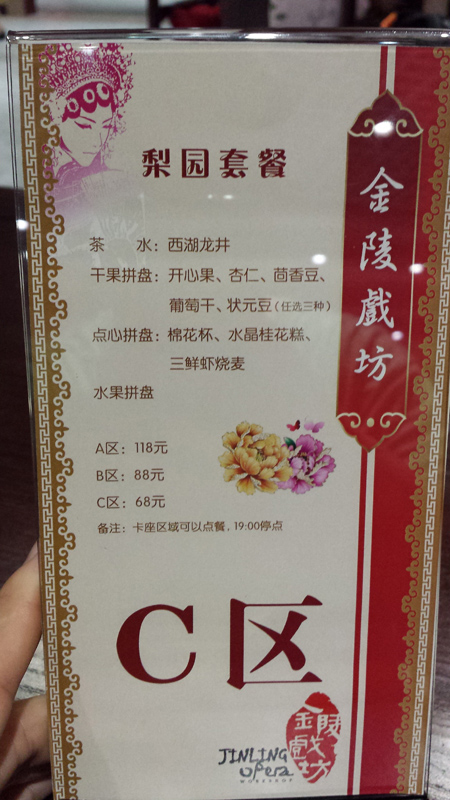 梨园套餐
茶 水：西湖龙井
干果拼盘：开心果、杏仁、茴香豆、
葡萄干、状元豆（任选三种）
点心拼盘：棉花杯、水晶桂花糕、
三鲜虾烧麦
水果拼盘
A区：118元
B区：88元
C区：68元
备注：卡座区域可以点餐，19:00停点
C区
金陵戲坊
金陵戲坊
JINLING
opera
WORKSHOP